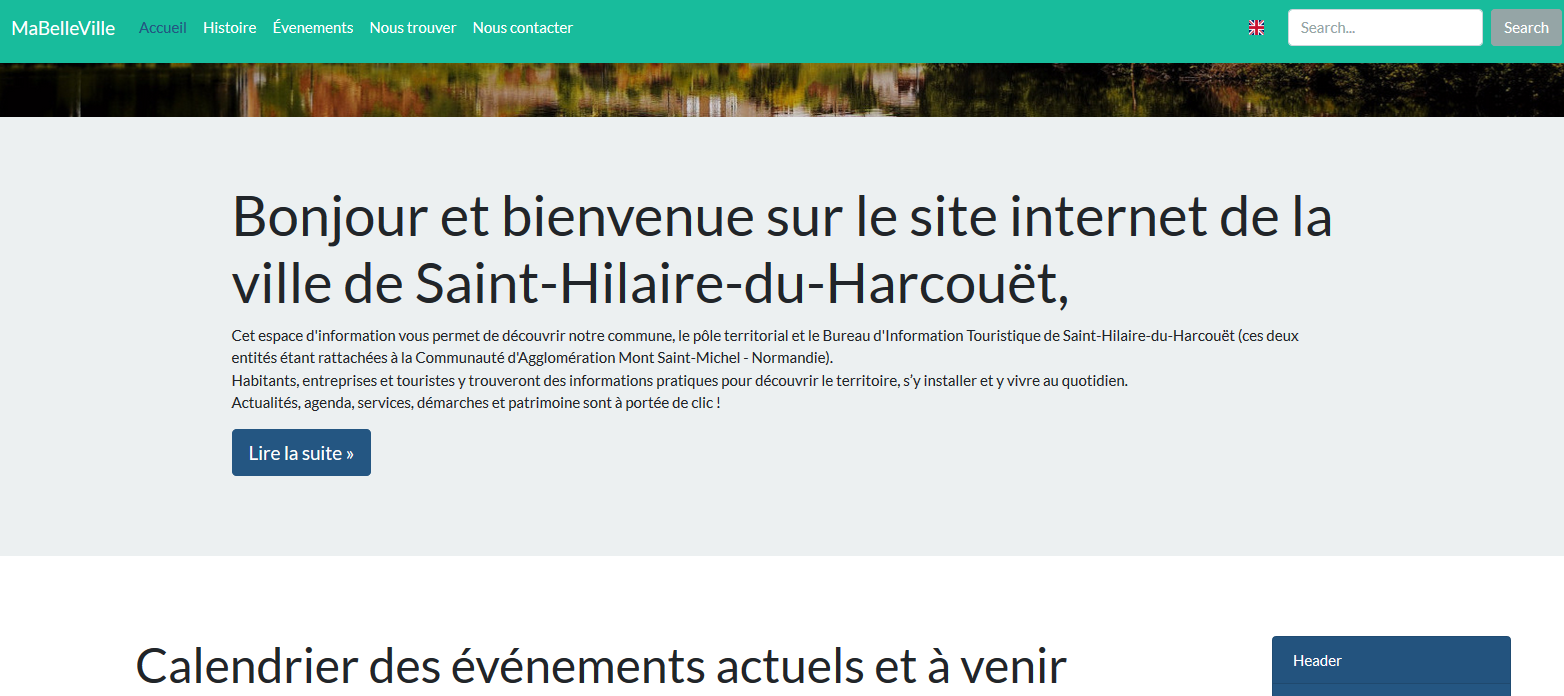 MaBelleVille Accueil Histoire Évenements Nous trouver Nous contacter Search... Search
Bonjour et bienvenue sur le site internet de la
ville de Saint-Hilaire-du-Harcouët,
Cet espace d'information vous permet de découvrir notre commune, le pôle territorial et le Bureau d'Information Touristique de Saint-Hilaire-du-Harcouët (ces deux
entités étant rattachées à la Communauté d'Agglomération Mont Saint-Michel - Normandie).
Habitants, entreprises et touristes y trouveront des informations pratiques pour découvrir le territoire, s’y installer et y vivre au quotidien.
Actualités, agenda, services, démarches et patrimoine sont à portée de clic !
Lire la suite »
Calendrier des événements actuels et à venir
Header